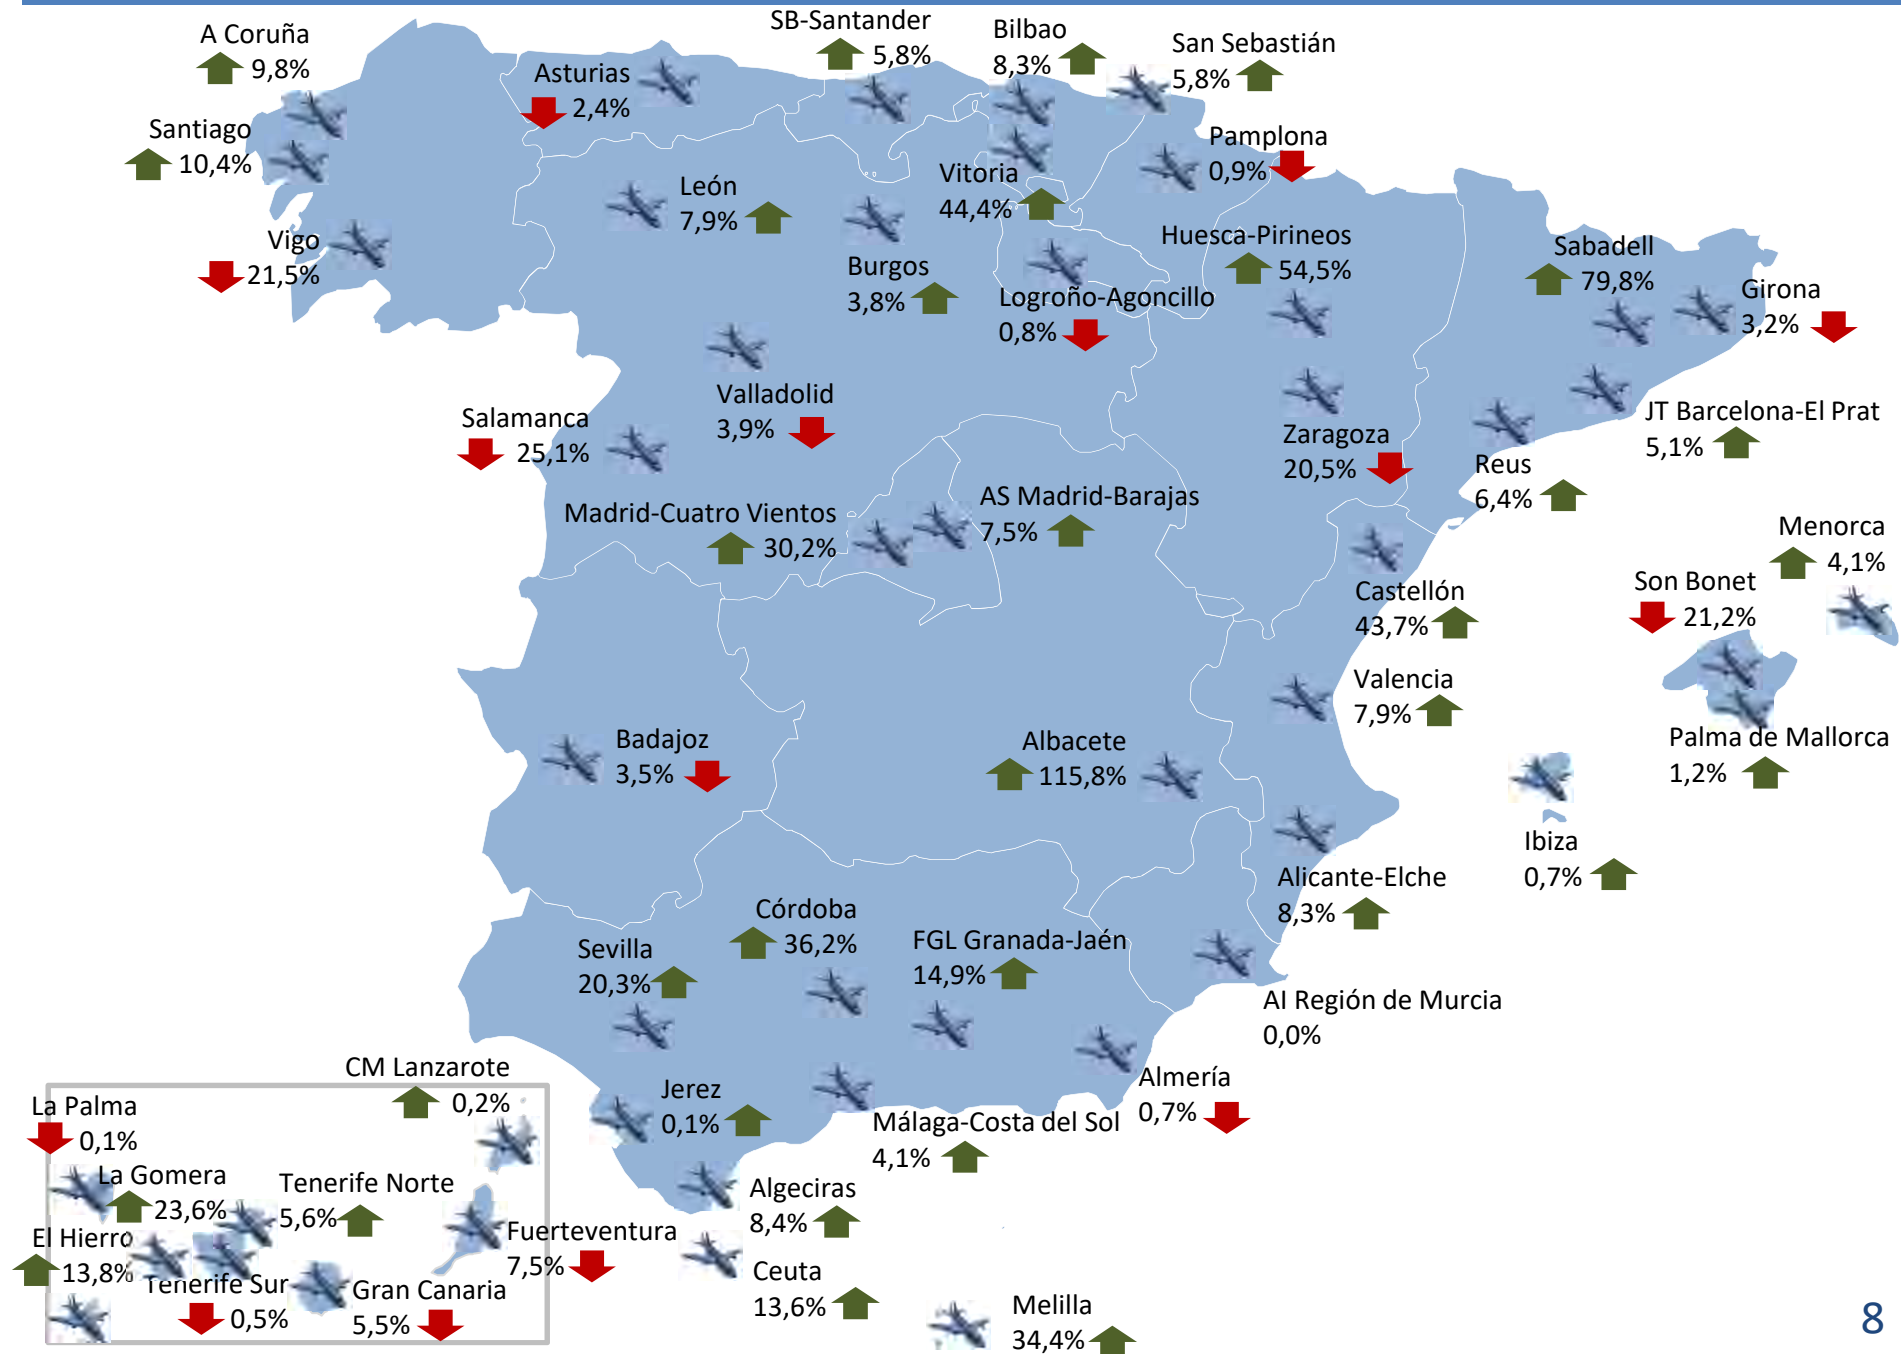 A Coruña
9,8%
SB-Santander
5,8%
Bilbao
8,3%
San Sebastián
5,8%
Asturias
2,4%
Santiago
10,4%
Pamplona
0,9%
León
7,9%
Vitoria
44,4%
Vigo
21,5%
Burgos
3,8%
Huesca-Pirineos
54,5%
Sabadell
79,8%
Logroño-Agoncillo
0,8%
Girona
3,2%
Valladolid
3,9%
Salamanca
25,1%
Zaragoza
20,5%
JT Barcelona-El Prat
5,1%
Reus
6,4%
Madrid-Cuatro Vientos
30,2%
AS Madrid-Barajas
7,5%
Menorca
4,1%
Son Bonet
21,2%
Castellón
43,7%
Valencia
7,9%
Palma de Mallorca
1,2%
Badajoz
3,5%
Albacete
115,8%
Ibiza
0,7%
Alicante-Elche
8,3%
Córdoba
36,2%
Sevilla
20,3%
FGL Granada-Jaén
14,9%
AI Región de Murcia
0,0%
CM Lanzarote
0,2%
Jerez
0,1%
Almería
0,7%
Málaga-Costa del Sol
4,1%
La Palma
0,1%
La Gomera
23,6%
Tenerife Norte
5,6%
Algeciras
8,4%
El Hierro
13,8%
Fuerteventura
7,5%
Tenerife Sur
0,5%
Gran Canaria
5,5%
Ceuta
13,6%
Melilla
34,4%
8